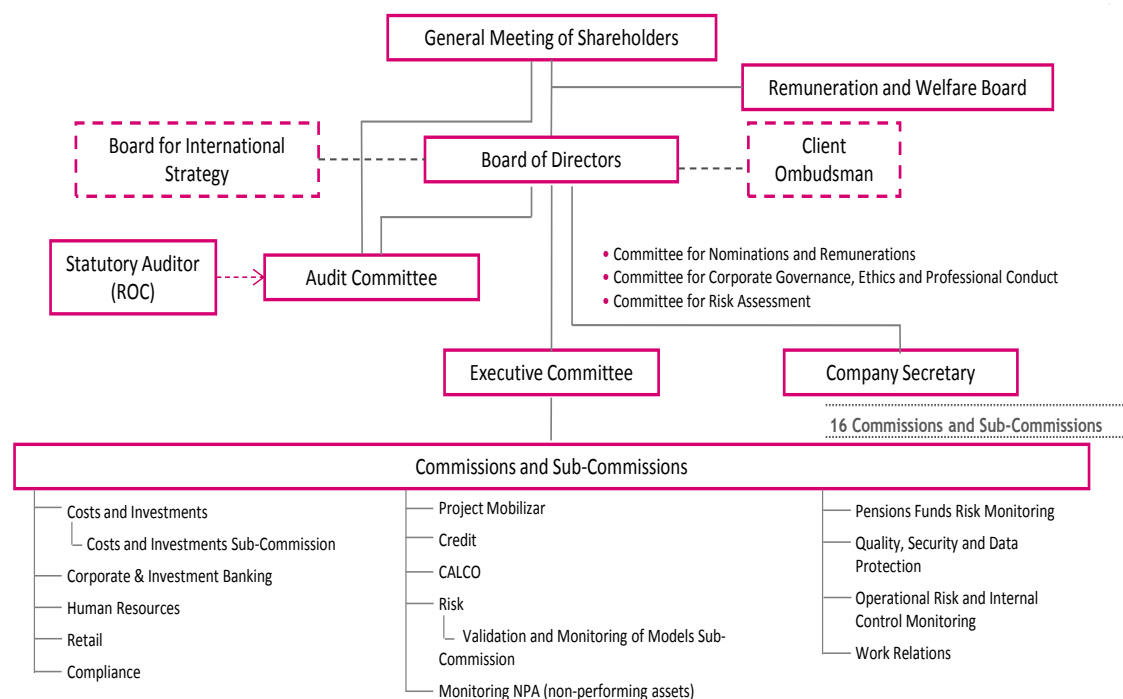 General Meeting of Shareholders
Remuneration and Welfare Board
Board for International
Strategy
Board of Directors
Client
Ombudsman
Statutory Auditor
(ROC)
Audit Committee
• Committee for Nominations and Remunerations
• Committee for Corporate Governance, Ethics and Professional Conduct
• Committee for Risk Assessment
Executive Committee
Company Secretary
16 Commissions and Sub-Commissions
Commissions and Sub-Commissions
Costs and Investments
Costs and Investments Sub-Commission
Corporate & Investment Banking
Human Resources
Retail
Compliance
Project Mobilizar
Credit
CALCO
Risk
Validation and Monitoring of Models Sub-
Commission
Monitoring NPA (non-performing assets)
Pensions Funds Risk Monitoring
Quality, Security and Data
Protection
Operational Risk and Internal
Control Monitoring
Work Relations